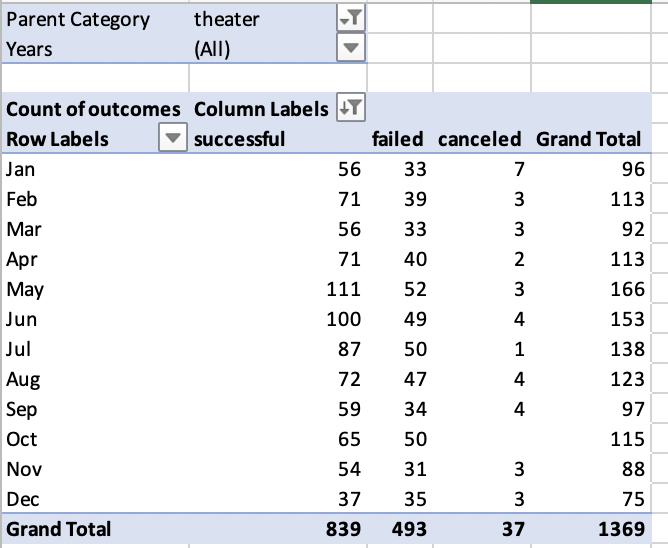 Parent Category theater
Years (All)
Count of outcomes Column Labels
Row Labels successful failed canceled Grand Total
Jan 56 33 7 96
Feb 71 39 3 113
Mar 56 33 3 92
Apr 71 40 2 113
May 111 52 3 166
Jun 100 49 4 153
Jul 87 50 1 138
Aug 72 47 4 123
Sep 59 34 4 97
Oct 65 50 115
Nov 54 31 3 88
Dec 37 35 3 75
Grand Total 839 493 37 1369